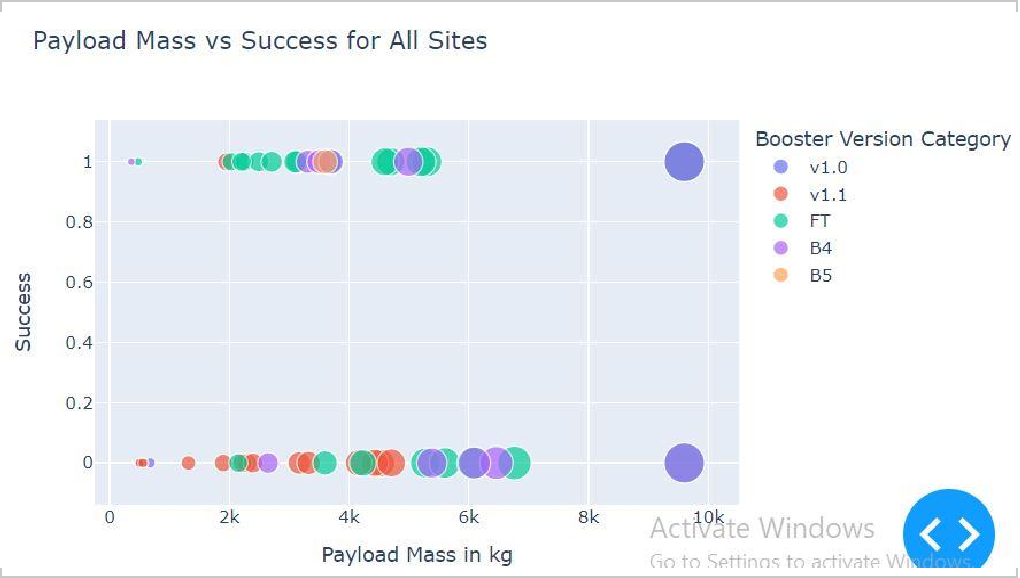 Payload Mass vs Success for All Sites
Booster Version Category
v1.0
v1.1
FT
B4
B5
1
0.8
0.6
0.4
0.2
0
Success
0
2k
4k
6k
8k
10k
Payload Mass in kg
Activate Windows
Go to Settings to activate Windows.